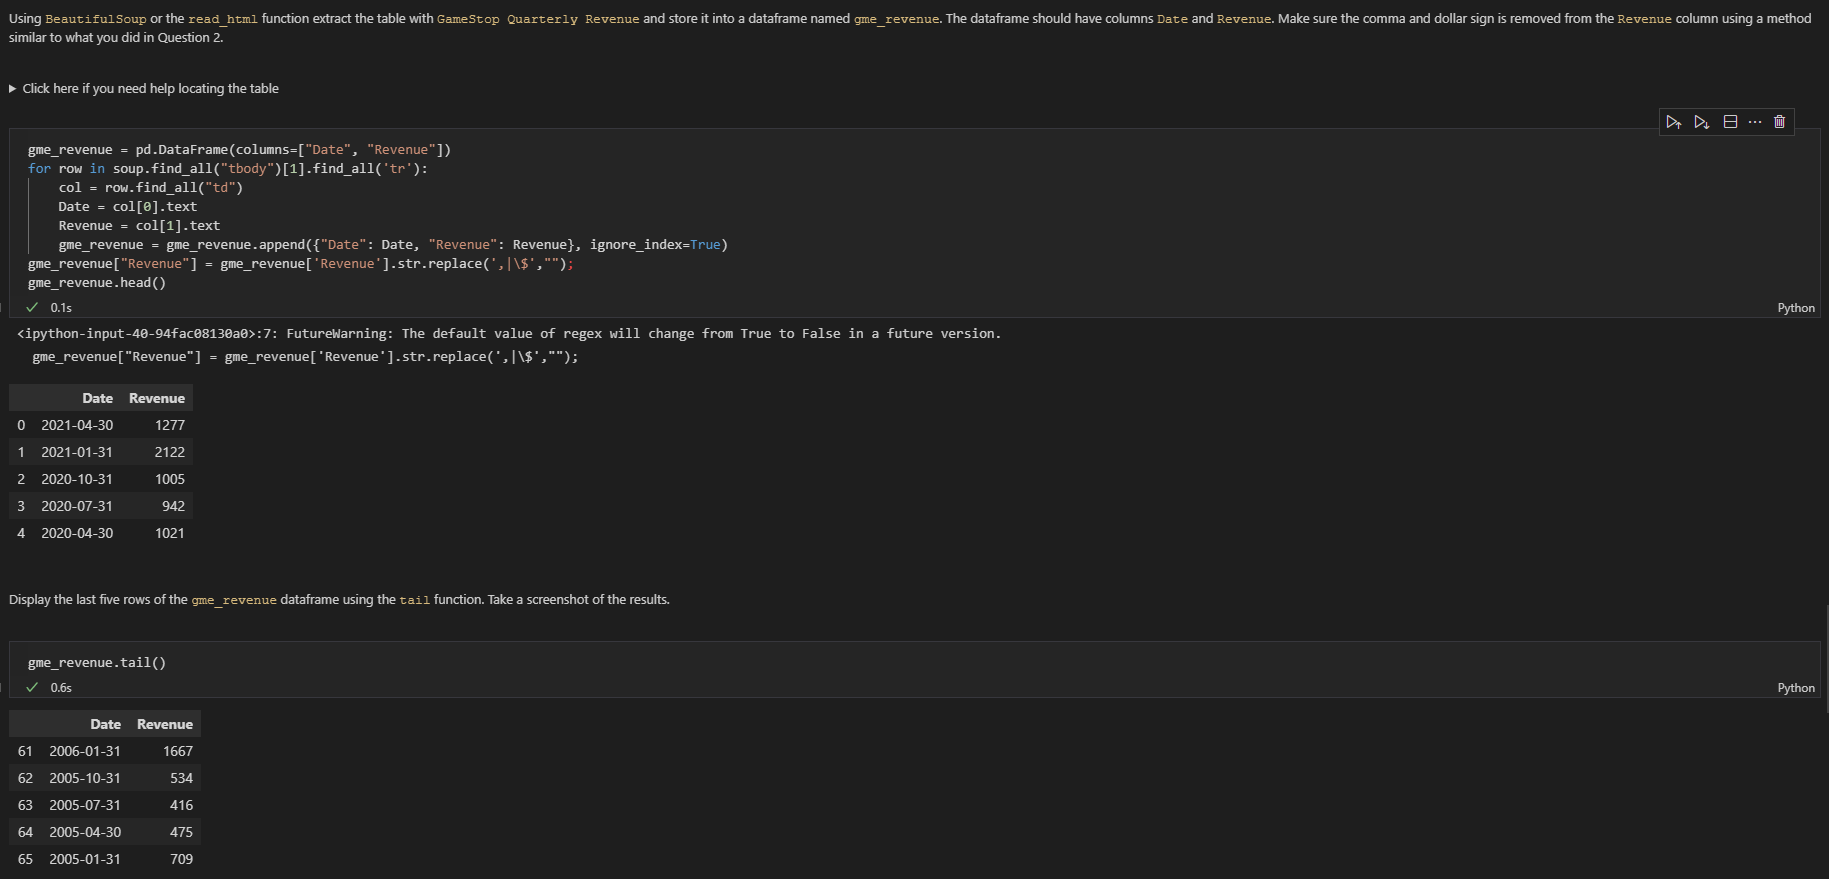 Using BeautifulSoup or the read_html function extract the table with GameStop Quarterly Revenue and store it into a dataframe named gme_revenue. The dataframe should have columns Date and Revenue. Make sure the comma and dollar sign is removed from the Revenue column using a method
similar to what you did in Question 2.
Click here if you need help locating the table
gme_revenue = pd.DataFrame(columns=["Date", "Revenue"])
for row in soup.find_all("tbody")[1].find_all('tr'):
    col = row.find_all("td")
    Date = col[0].text
    Revenue = col[1].text
    gme_revenue = gme_revenue.append({"Date": Date, "Revenue": Revenue}, ignore_index=True)
gme_revenue["Revenue"] = gme_revenue['Revenue'].str.replace(',|\$',"");
gme_revenue.head()
0.1s Python
<ipython-input-40-94fac08130a0>:7: FutureWarning: The default value of regex will change from True to False in a future version.
  gme_revenue["Revenue"] = gme_revenue['Revenue'].str.replace(',|\$',"");
Date Revenue
0 2021-04-30 1277
1 2021-01-31 2122
2 2020-10-31 1005
3 2020-07-31 942
4 2020-04-30 1021
Display the last five rows of the gme_revenue dataframe using the tail function. Take a screenshot of the results.
gme_revenue.tail()
0.6s Python
Date Revenue
61 2006-01-31 1667
62 2005-10-31 534
63 2005-07-31 416
64 2005-04-30 475
65 2005-01-31 709